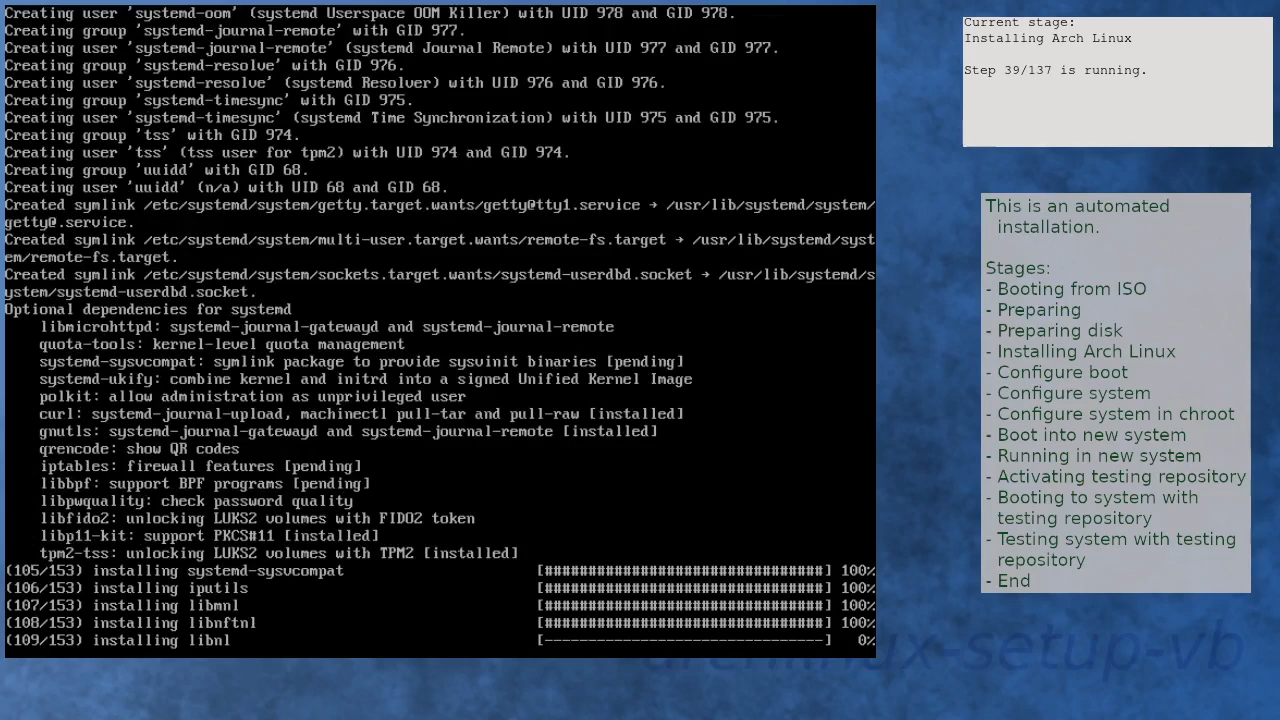 Creating user 'systemd-oom' (systemd Userspace OOM Killer) with UID 978 and GID 978.
Creating group 'systemd-journal-remote' with GID 977.
Creating user 'systemd-journal-remote' (systemd Journal Remote) with UID 977 and GID 977.
Creating group 'systemd-resolve' with GID 976.
Creating user 'systemd-resolve' (systemd Resolver) with UID 976 and GID 976.
Creating group 'systemd-timesync' with GID 975.
Creating user 'systemd-timesync' (systemd Time Synchronization) with UID 975 and GID 975.
Creating group 'tss' with GID 974.
Creating user 'tss' (tss user for tpm2) with UID 974 and GID 974.
Creating group 'uuidd' with GID 68.
Creating user 'uuidd' (n/a) with UID 68 and GID 68.
Created symlink /etc/systemd/system/getty.target.wants/getty@tty1.service → /usr/lib/systemd/system/
getty@.service.
Created symlink /etc/systemd/system/multi-user.target.wants/remote-fs.target → /usr/lib/systemd/syst
em/remote-fs.target.
Created symlink /etc/systemd/system/sockets.target.wants/systemd-userdbd.socket → /usr/lib/systemd/s
ystem/systemd-userdbd.socket.
Optional dependencies for systemd
    libmicrohttpd: systemd-journal-gatewayd and systemd-journal-remote
    quota-tools: kernel-level quota management
    systemd-sysvcompat: symlink package to provide sysvinit binaries [pending]
    systemd-ukify: combine kernel and initrd into a signed Unified Kernel Image
    polkit: allow administration as unprivileged user
    curl: systemd-journal-upload, machinectl pull-tar and pull-raw [installed]
    gnutls: systemd-journal-gatewayd and systemd-journal-remote [installed]
    qrencode: show QR codes
    iptables: firewall features [pending]
    libbpf: support BPF programs [pending]
    libpwquality: check password quality
    libfido2: unlocking LUKS2 volumes with FIDO2 token
    libp11-kit: support PKCS#11 [installed]
    tpm2-tss: unlocking LUKS2 volumes with TPM2 [installed]
(105/153) installing systemd-sysvcompat [################################] 100%
(106/153) installing iputils [################################] 100%
(107/153) installing libmnl [################################] 100%
(108/153) installing libnftnl [################################] 100%
(109/153) installing libnl [--------------------------------] 0%
Current stage:
Installing Arch Linux
Step 39/137 is running.
This is an automated
installation.
Stages:
- Booting from ISO
- Preparing
- Preparing disk
- Installing Arch Linux
- Configure boot
- Configure system
- Configure system in chroot
- Boot into new system
- Running in new system
- Activating testing repository
- Booting to system with
testing repository
- Testing system with testing
repository
- End
archlinux-setup-vb